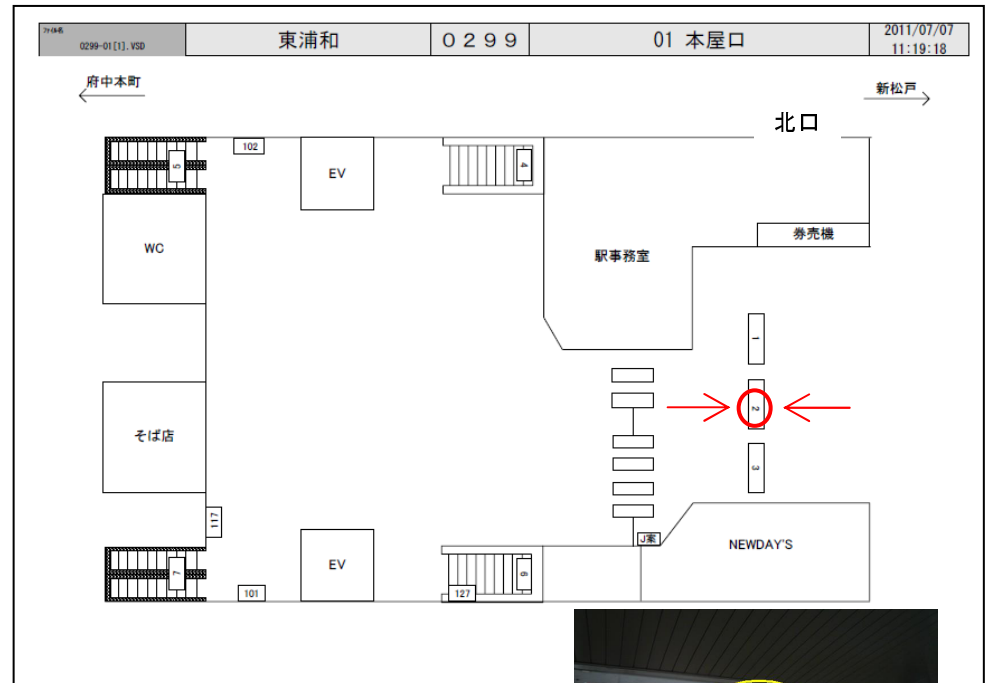 ファイル名
0299-01[1].VSD
東浦和
0299
01 本屋口
2011/07/07
11:19:18
府中本町
新松戸
北口
5
102
EV
4
WC
駅事務室
券売機
1
2
3
そば店
117
J案
NEWDAY'S
7
101
EV
127
6